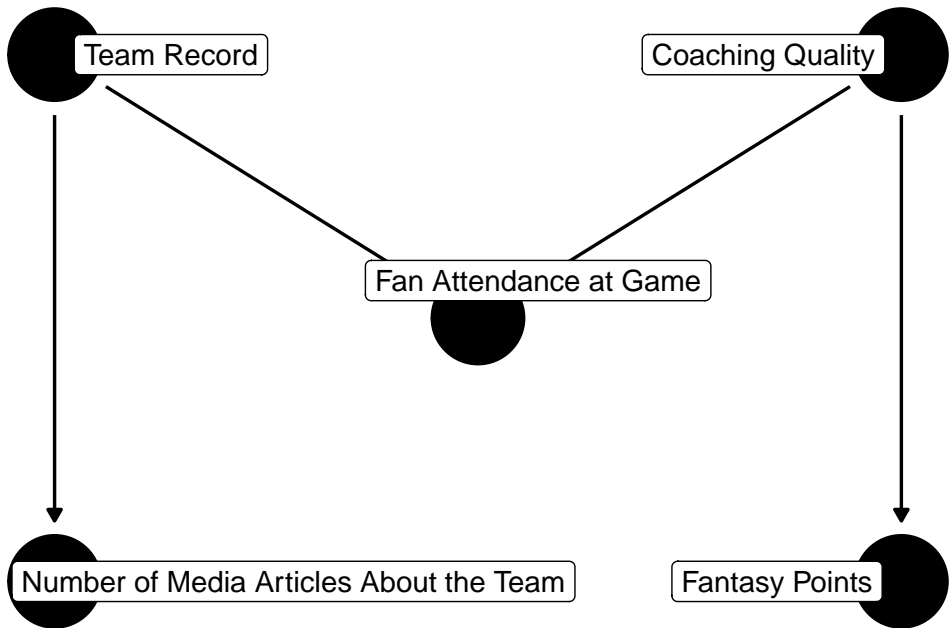 Team Record
Coaching Quality
Fan Attendance at Game
Number of Media Articles About the Team
Fantasy Points